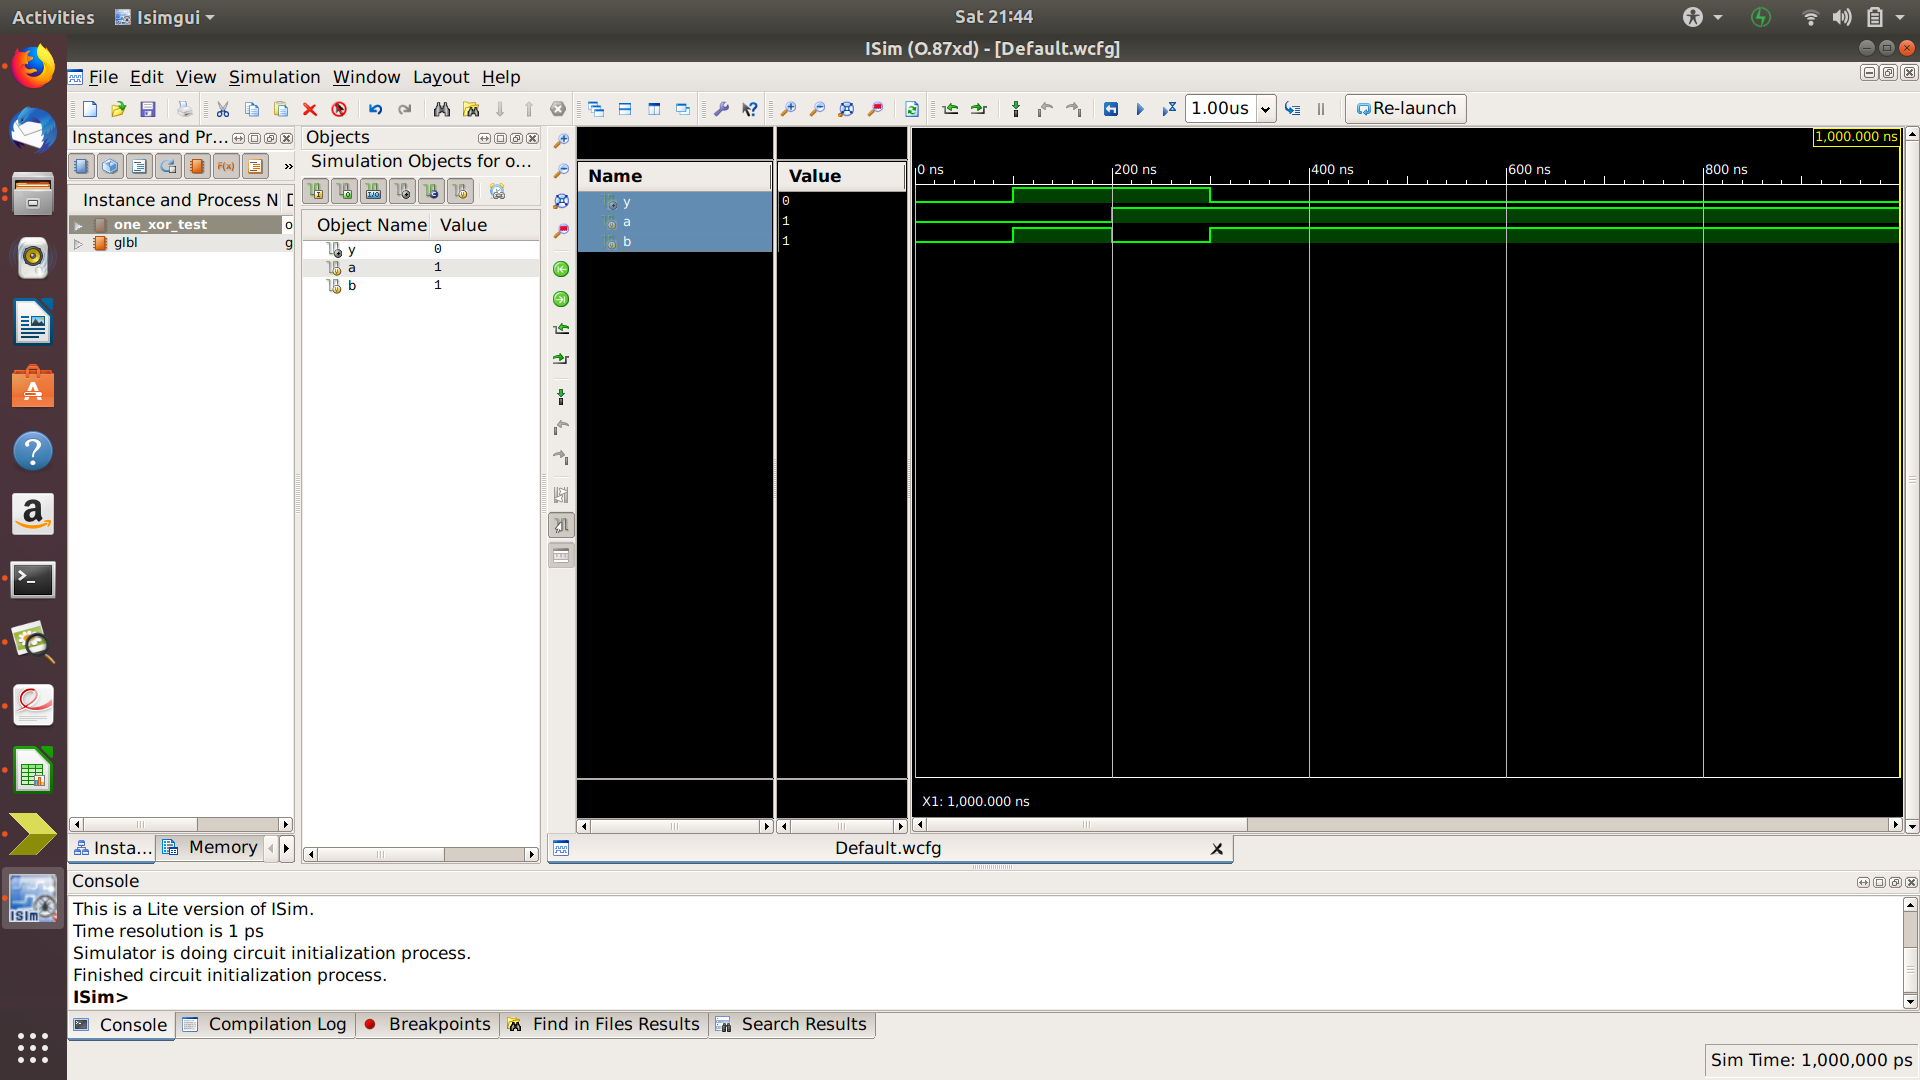 Activities
Isimgui
Sat 21:44
ISim (O.87xd) - [Default.wcfg]
File Edit View Simulation Window Layout Help
1.00us
Re-launch
Instances and Pr...
F(x)
»
Instance and Process N D
one_xor_test o
glbl g
Objects
Simulation Objects for o...
Object Name Value
y 0
a 1
b 1
Name Value
y 0
a 1
b 1
1,000.000 ns
0 ns 200 ns 400 ns 600 ns 800 ns
X1: 1,000.000 ns
Insta... Memory
Default.wcfg
Console
This is a Lite version of ISim.
Time resolution is 1 ps
Simulator is doing circuit initialization process.
Finished circuit initialization process.
ISim>
Console Compilation Log Breakpoints Find in Files Results Search Results
Sim Time: 1,000,000 ps